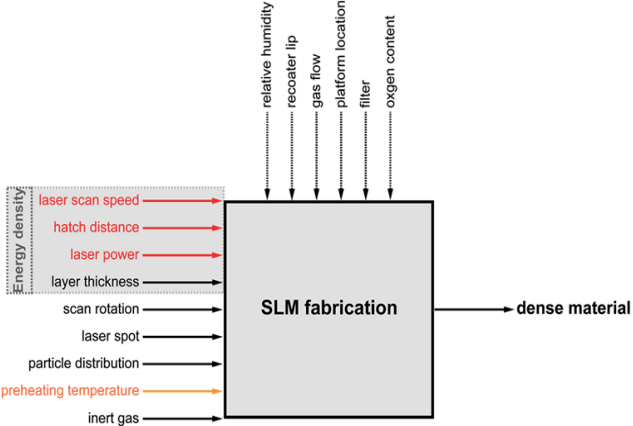 relative humidity
recoater lip
gas flow
platform location
filter
oxgen content
Energy density
laser scan speed
hatch distance
laser power
layer thickness
scan rotation
laser spot
particle distribution
preheating temperature
inert gas
SLM fabrication
dense material